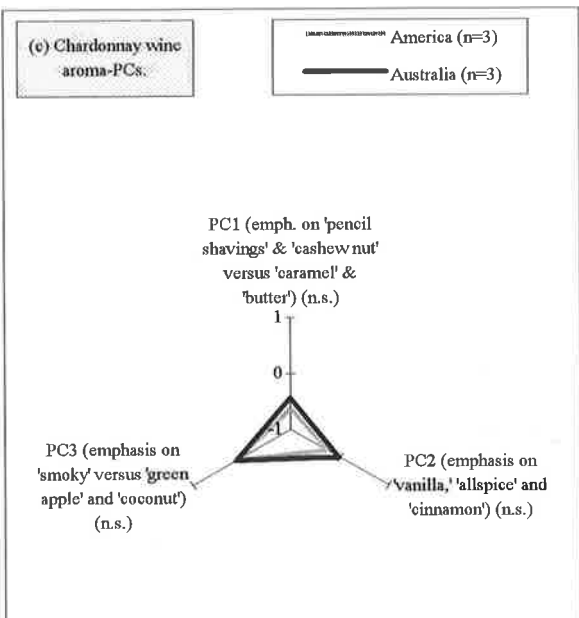 (c) Chardonnay wine
aroma-PCs.
America (n=3)
Australia (n=3)
PC1 (emph. on 'pencil
shavings' & 'cashew nut'
versus 'caramel' &
'butter') (n.s.)
1
0
-1
PC3 (emphasis on
'smoky' versus 'green
apple' and 'coconut')
(n.s.)
PC2 (emphasis on
'vanilla,' 'allspice' and
'cinnamon') (n.s.)